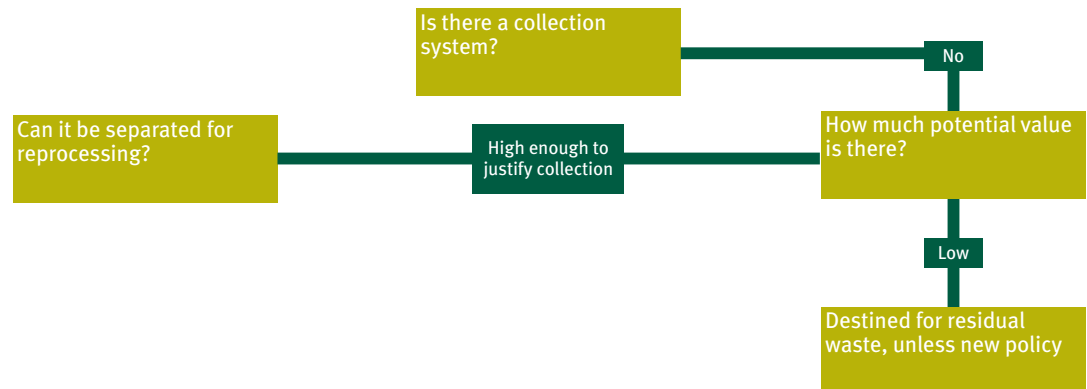 Is there a collection
system?
No
Can it be separated for
reprocessing?
High enough to
justify collection
How much potential value
is there?
Low
Destined for residual
waste, unless new policy